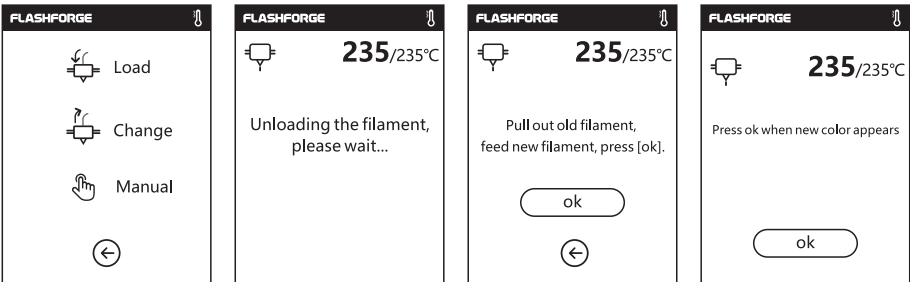 FLASHFORGE
Load
Change
Manual
FLASHFORGE
235/235℃
Unloading the filament,
please wait...
FLASHFORGE
235/235℃
Pull out old filament,
feed new filament, press [ok].
ok
FLASHFORGE
235/235℃
Press ok when new color appears
ok